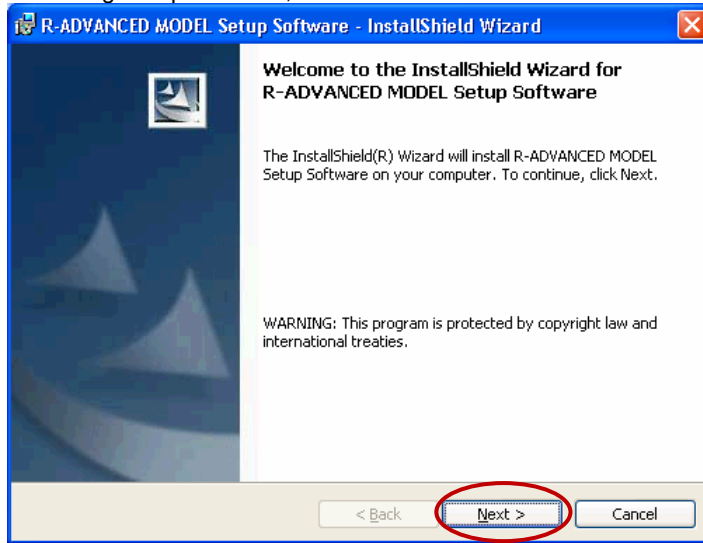 R-ADVANCED MODEL Setup Software - InstallShield Wizard
Welcome to the InstallShield Wizard for
R-ADVANCED MODEL Setup Software
The InstallShield(R) Wizard will install R-ADVANCED MODEL
Setup Software on your computer. To continue, click Next.
WARNING: This program is protected by copyright law and
international treaties.
< Back Next > Cancel